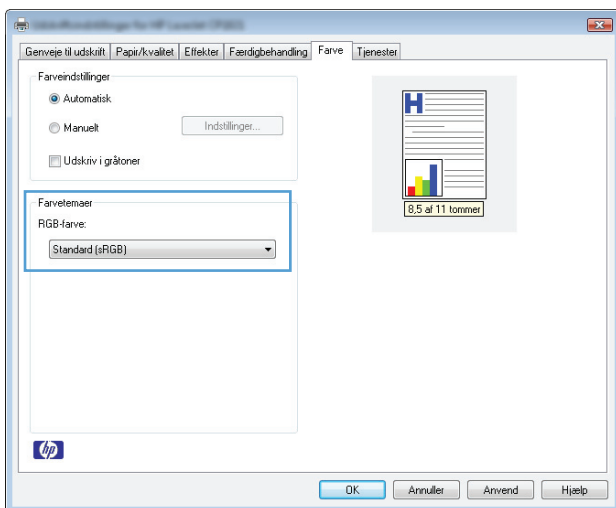 Genveje til udskrift Papir/kvalitet Effekter Færdigbehandling Farve Tjenester
Farveindstillinger
Automatisk
Manuelt Indstillinger...
Udskriv i gråtoner
H
8,5 af 11 tommer
Farvetemaer
RGB-farve:
Standard (sRGB)
hp
OK Annuller Anvend Hjælp